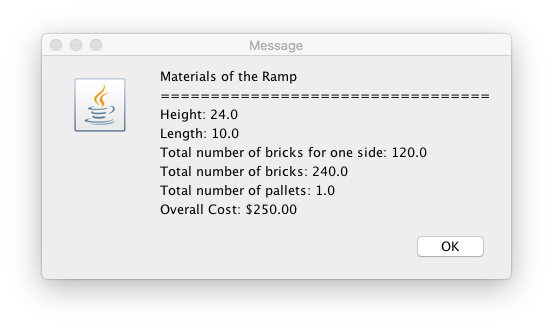 Message
Materials of the Ramp
=================================
Height: 24.0
Length: 10.0
Total number of bricks for one side: 120.0
Total number of bricks: 240.0
Total number of pallets: 1.0
Overall Cost: $250.00
OK